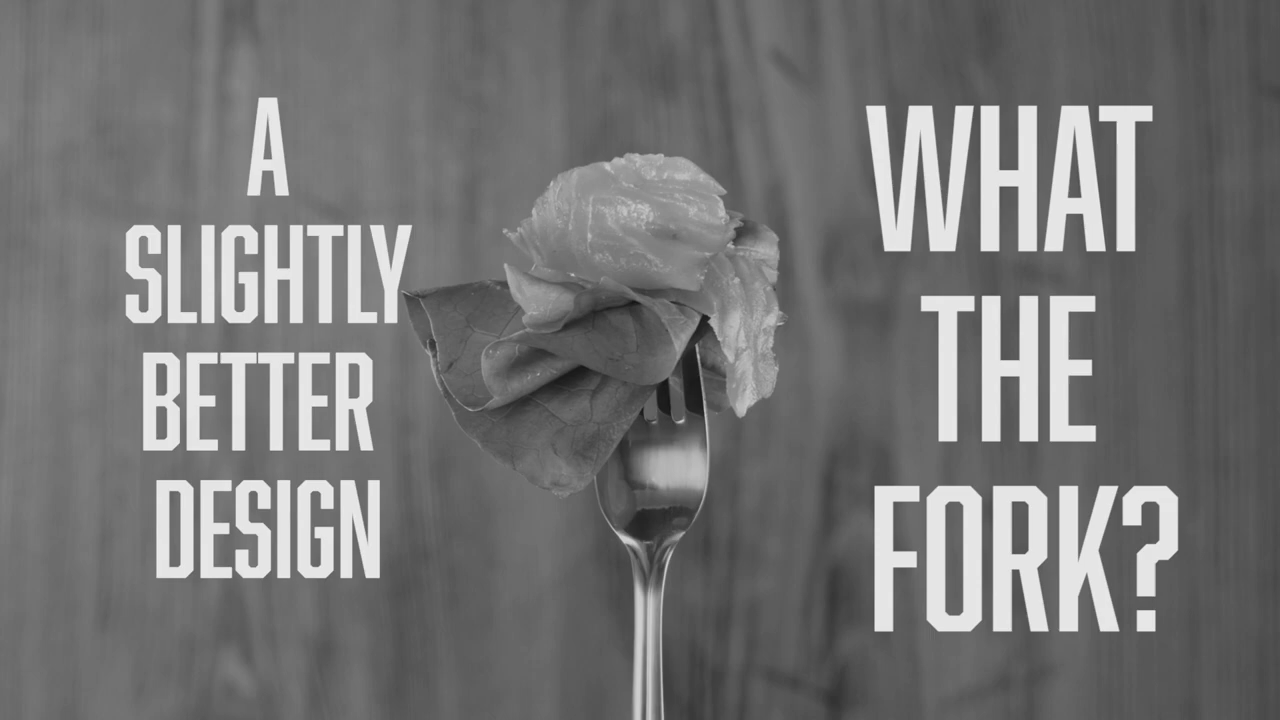 A
SLIGHTLY
BETTER
DESIGN
WHAT
THE
FORK?